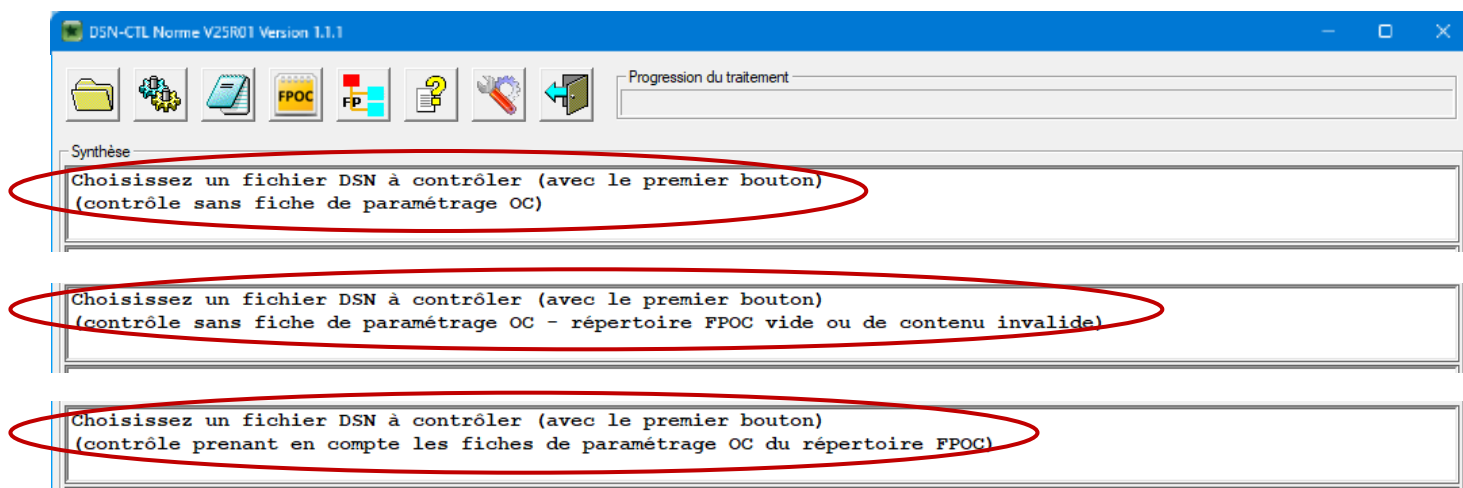 DSN-CTL Norme V25R01 Version 1.1.1
Progression du traitement
FPOC
FP
Synthèse
Choisissez un fichier DSN à contrôler (avec le premier bouton)
(contrôle sans fiche de paramétrage OC)
Choisissez un fichier DSN à contrôler (avec le premier bouton)
(contrôle sans fiche de paramétrage OC - répertoire FPOC vide ou de contenu invalide)
Choisissez un fichier DSN à contrôler (avec le premier bouton)
(contrôle prenant en compte les fiches de paramétrage OC du répertoire FPOC)